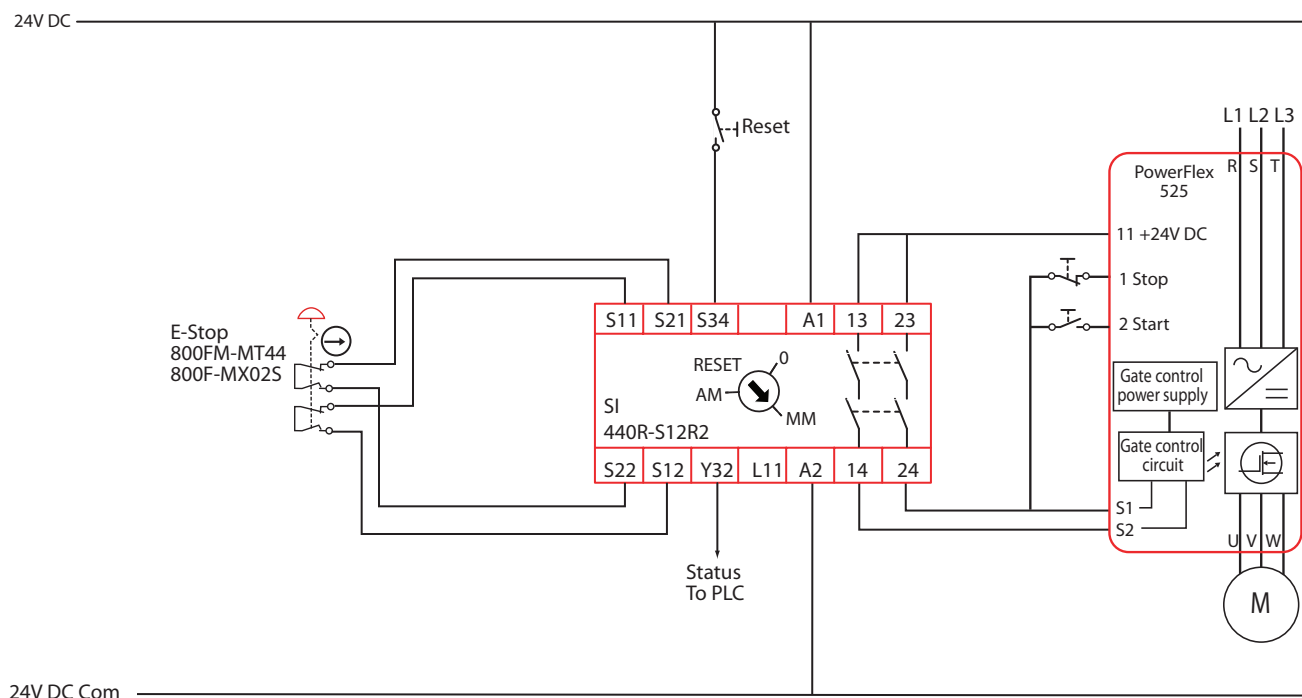 24V DC
Reset
L1 L2 L3
R S T
PowerFlex
525
11 +24V DC
1 Stop
2 Start
E-Stop
800FM-MT44
800F-MX02S
S11 S21 S34 A1 13 23
RESET 0
AM
MM
SI
440R-S12R2
S22 S12 Y32 L11 A2 14 24
Gate control
power supply
Gate control
circuit
S1
S2
U V W
M
Status
To PLC
24V DC Com